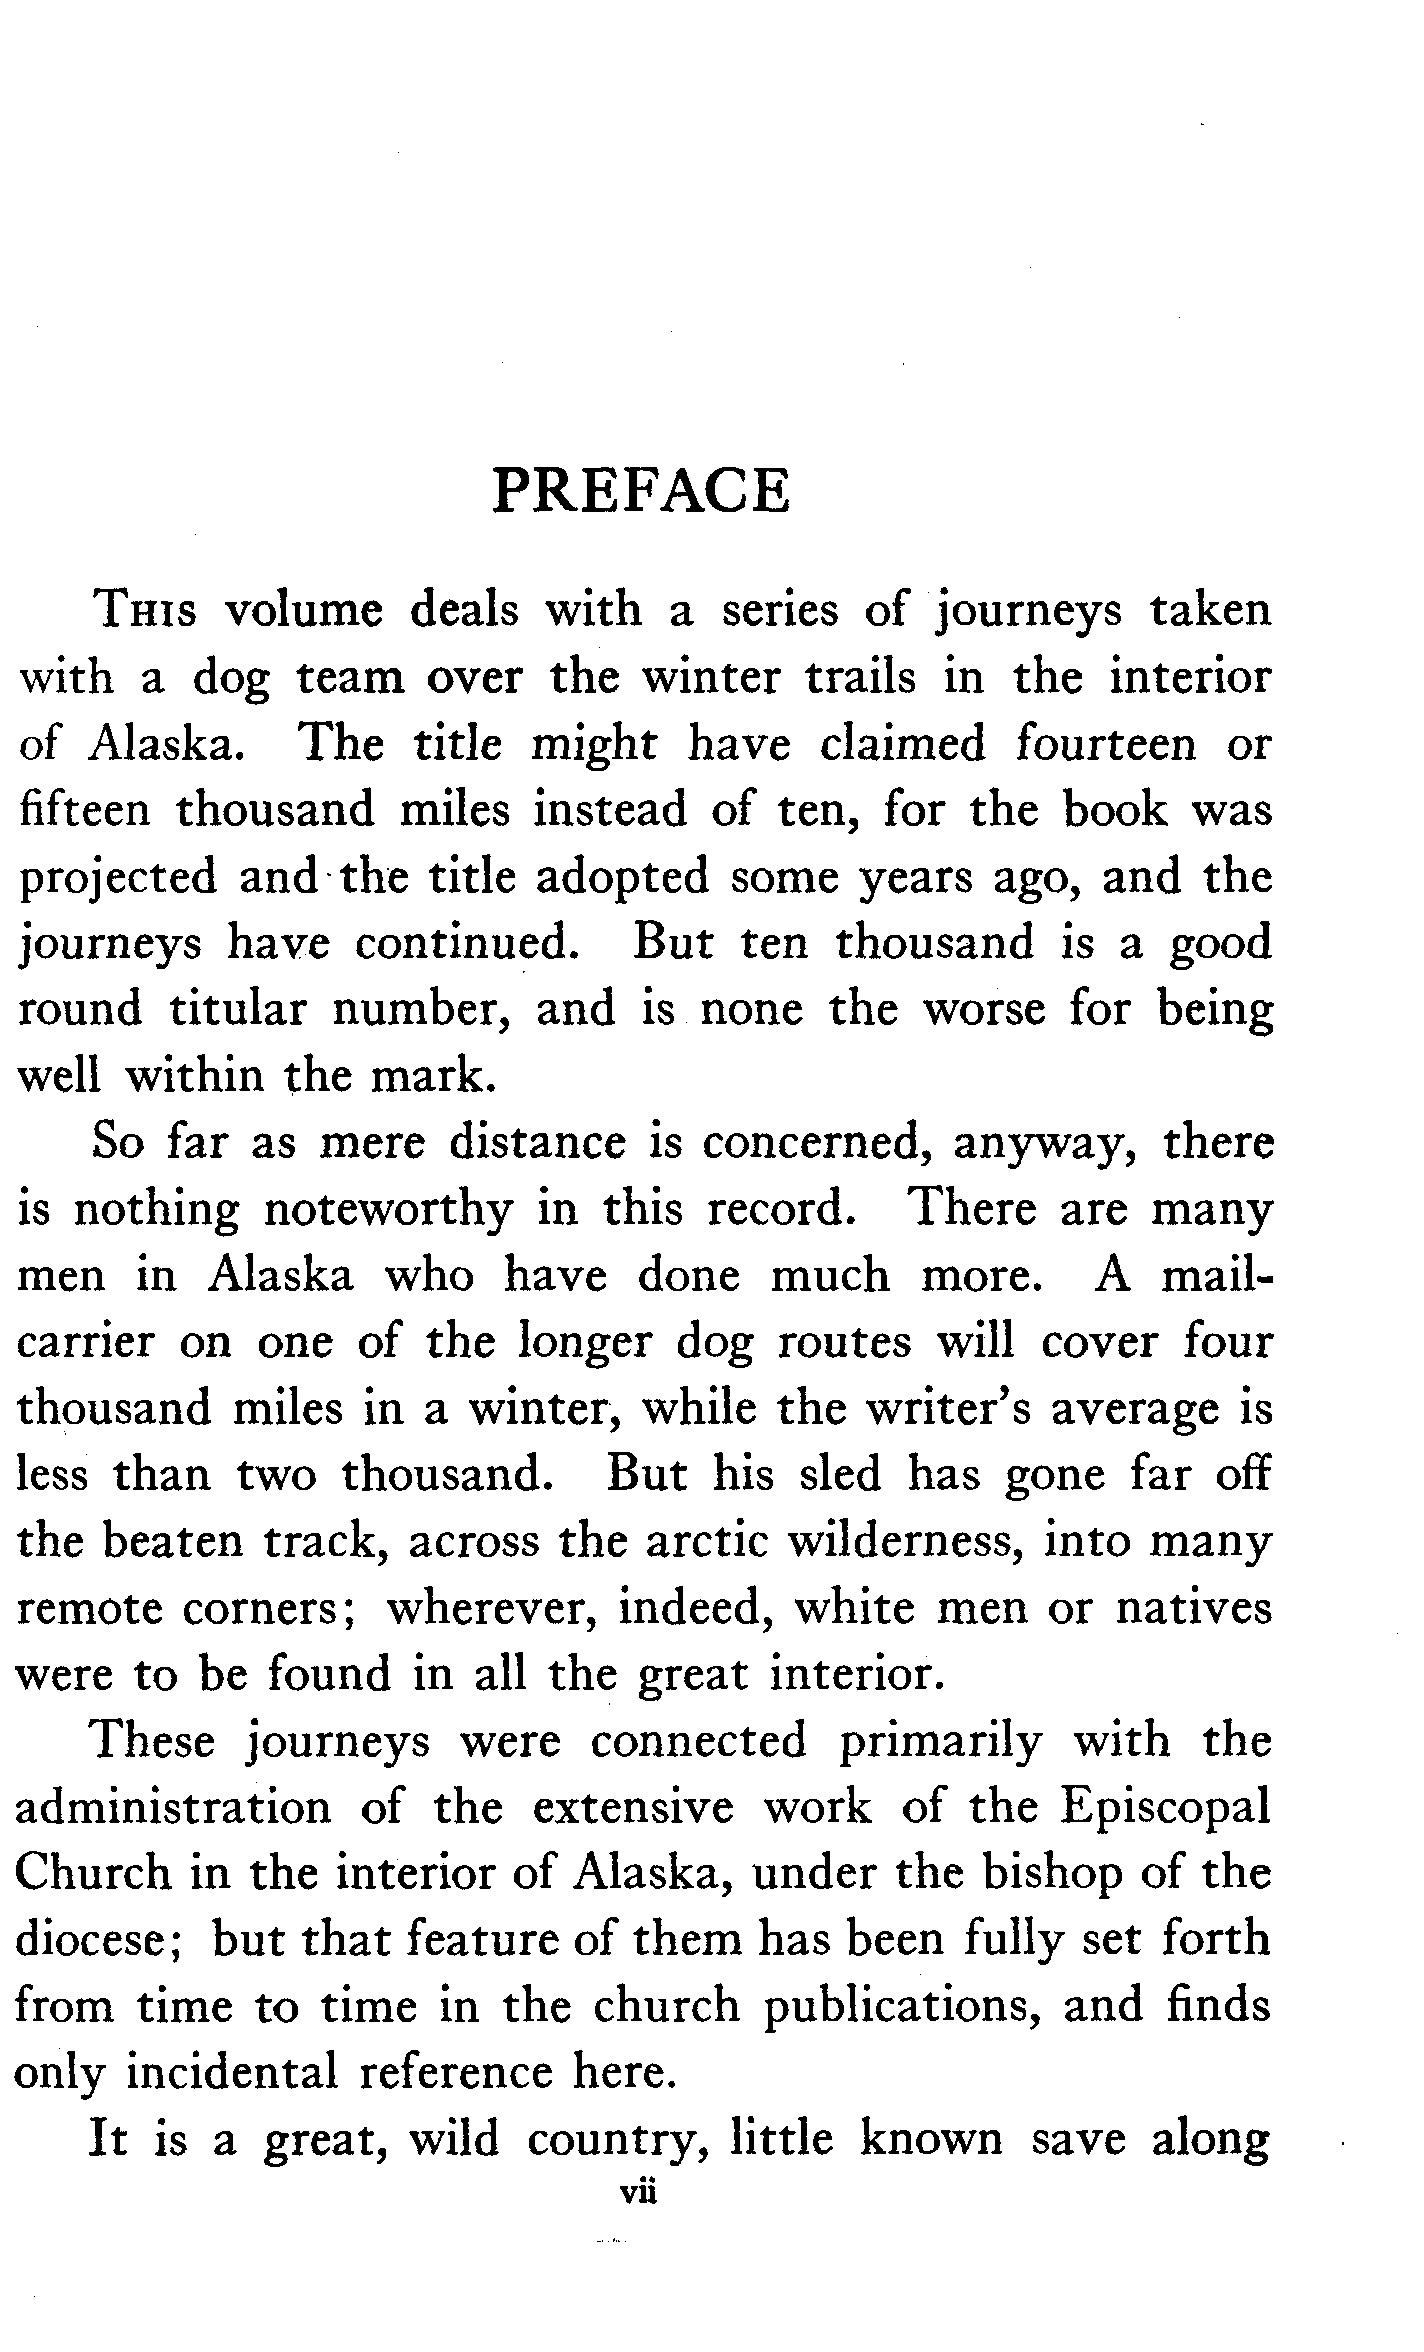 PREFACE
THIS volume deals with a series of journeys taken
with a dog team over the winter trails in the interior
of Alaska. The title might have claimed fourteen or
fifteen thousand miles instead of ten, for the book was
projected and the title adopted some years ago, and the
journeys have continued. But ten thousand is a good
round titular number, and is none the worse for being
well within the mark.
So far as mere distance is concerned, anyway, there
is nothing noteworthy in this record. There are many
men in Alaska who have done much more. A mail-
carrier on one of the longer dog routes will cover four
thousand miles in a winter, while the writer's average is
less than two thousand. But his sled has gone far off
the beaten track, across the arctic wilderness, into many
remote corners; wherever, indeed, white men or natives
were to be found in all the great interior.
These journeys were connected primarily with the
administration of the extensive work of the Episcopal
Church in the interior of Alaska, under the bishop of the
diocese; but that feature of them has been fully set forth
from time to time in the church publications, and finds
only incidental reference here.
It is a great, wild country, little known save along
vii